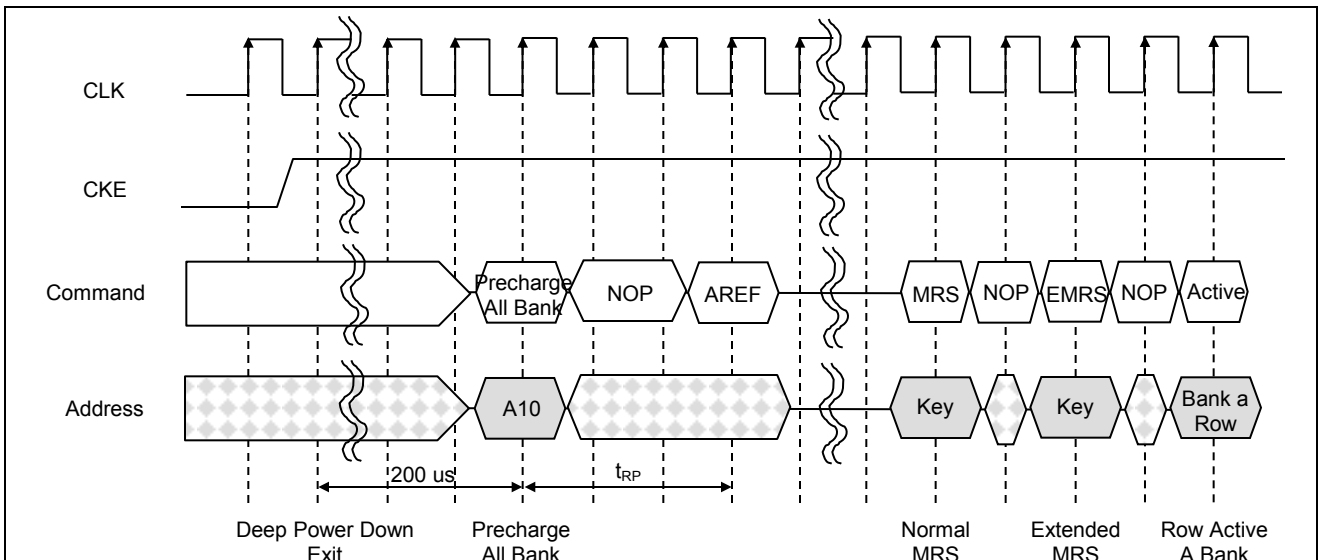 CLK
CKE
Command
Precharge
All Bank
NOP
AREF
MRS
NOP
EMRS
NOP
Active
Address
A10
Key
Key
Bank a
Row
200 us
tRP
Deep Power Down
Exit
Precharge
All Bank
Normal
MRS
Extended
MRS
Row Active
A Bank